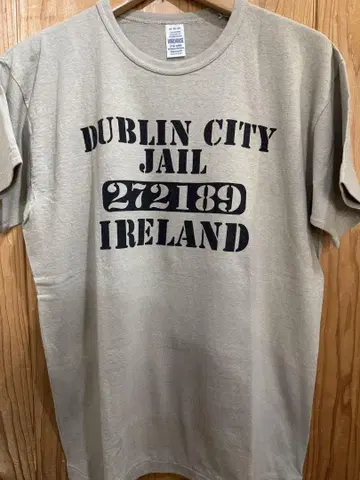 DUBLIN CITY
JAIL
272189
IRELAND